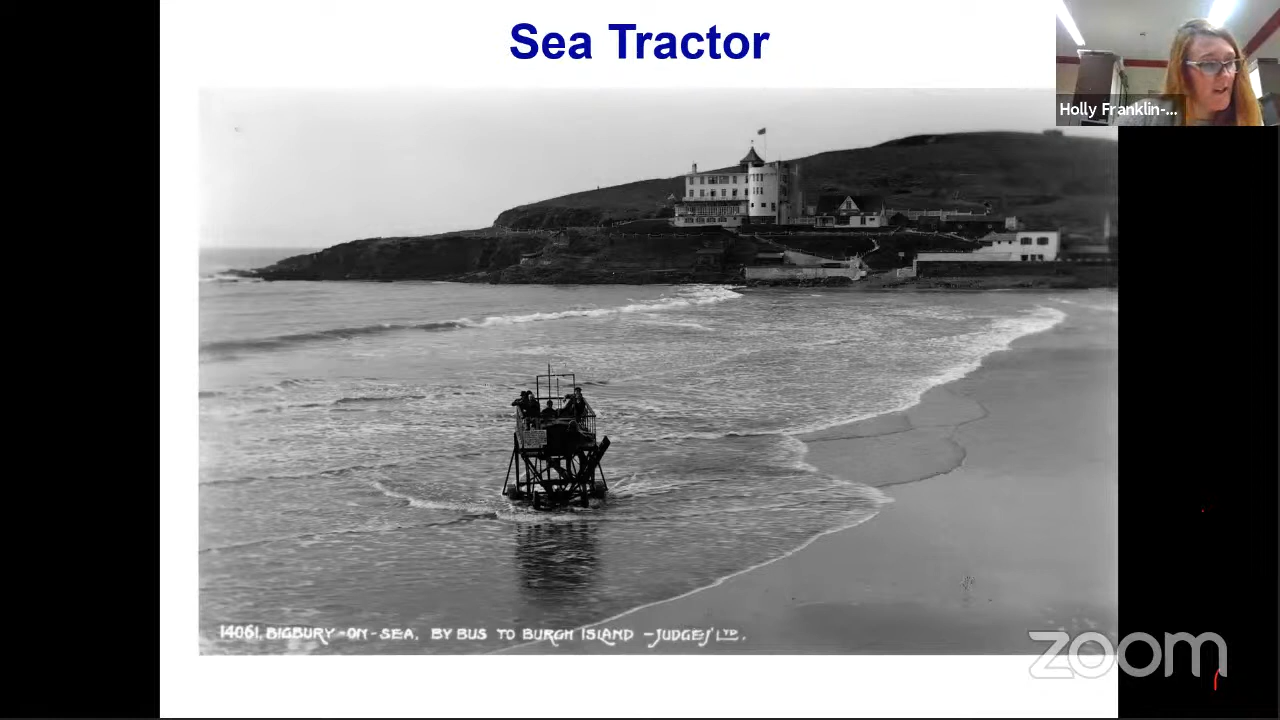 Sea Tractor
Holly Franklin-...
14061. BIGBURY-ON-SEA. BY BUS TO BURGH ISLAND -JUDGES LTD.
zoom